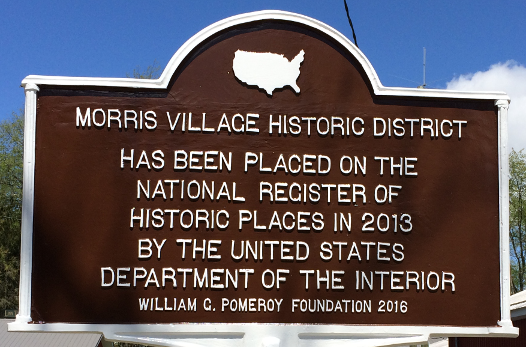 MORRIS VILLAGE HISTORIC DISTRICT
HAS BEEN PLACED ON THE
NATIONAL REGISTER OF
HISTORIC PLACES IN 2013
BY THE UNITED STATES
DEPARTMENT OF THE INTERIOR
WILLIAM G. POMEROY FOUNDATION 2016